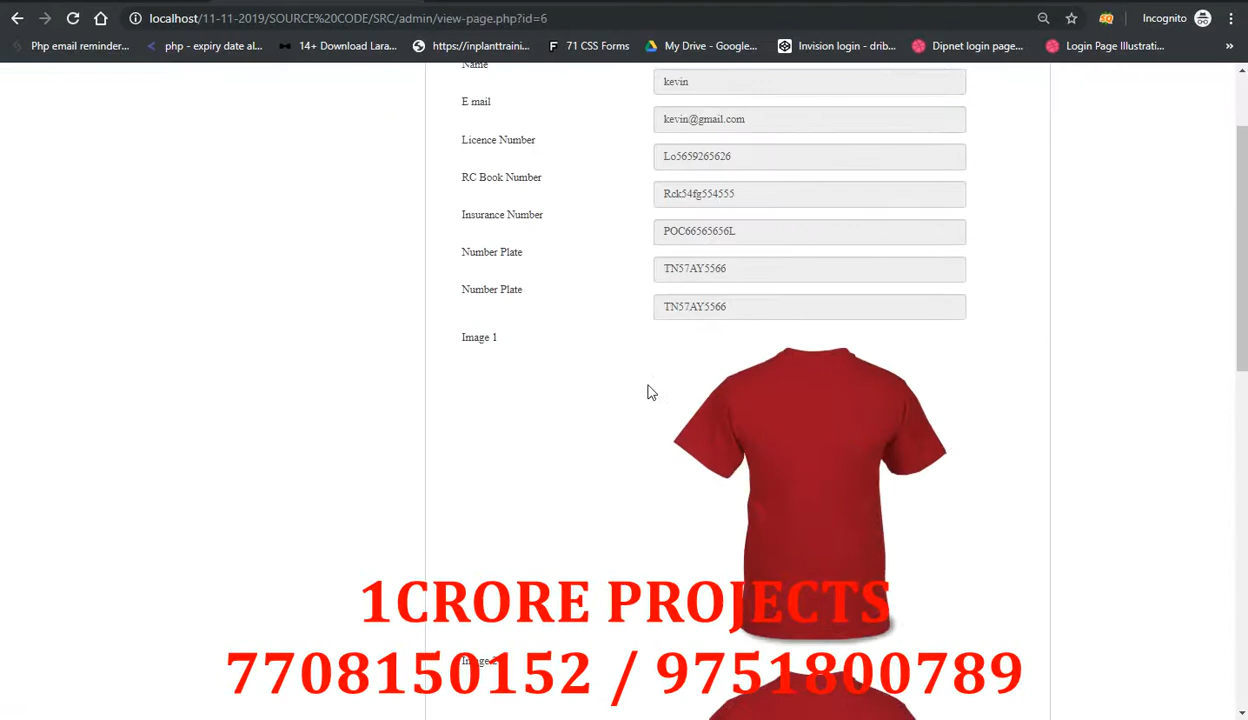 localhost/11-11-2019/SOURCE%20CODE/SRC/admin/view-page.php?id=6
Incognito
Php email reminder...
php - expiry date al...
14+ Download Lara...
https://inplanttraini...
71 CSS Forms
My Drive - Google...
Invision login - drib...
Dipnet login page...
Login Page Illustrati...
»
Name
kevin
E mail
kevin@gmail.com
Licence Number
Lo5659265626
RC Book Number
Rck54fg554555
Insurance Number
POC66565656L
Number Plate
TN57AY5566
Number Plate
TN57AY5566
Image 1
1CRORE PROJECTS
7708150152 / 9751800789